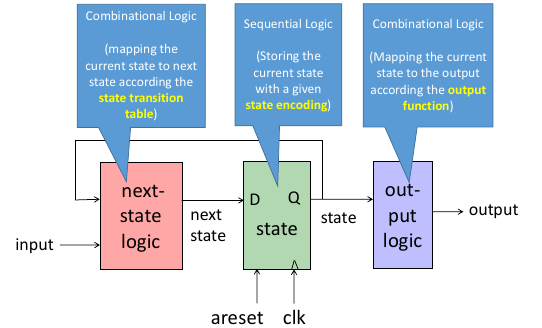 Combinational Logic
(mapping the
current state to next
state according the
state transition
table)
Sequential Logic
(Storing the
current state
with a given
state encoding)
Combinational Logic
(Mapping the current
state to the output
according the output
function)
next-
state
logic
next
state
D Q
state
state
out-
put
logic
output
input
areset clk